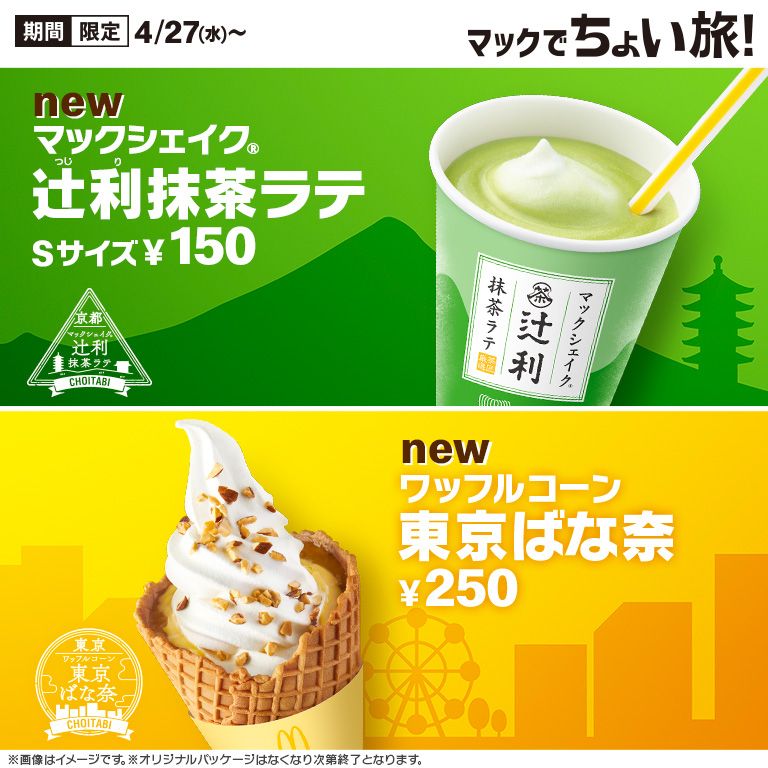 期間 限定 4/27(水)～
マックでちょい旅!
new
マックシェイク®
つじ り
辻利抹茶ラテ
Sサイズ¥150
京都
マックシェイク®
辻利
抹茶ラテ
CHOITABI
マックシェイク®
茶
辻利
抹茶ラテ
new
ワッフルコーン
東京ばな奈
¥250
東京
ワッフルコーン
東京
ばな奈
CHOITABI
※画像はイメージです。※オリジナルパッケージはなくなり次第終了となります。